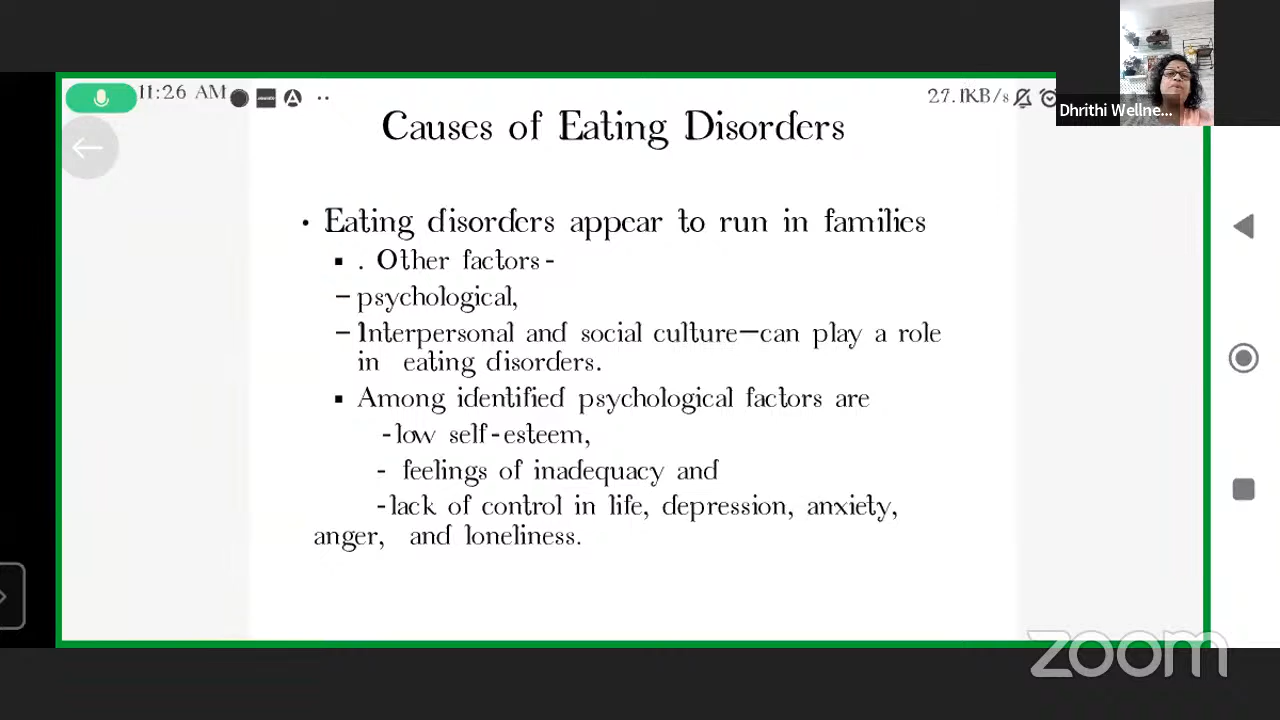 11:26 AM
27.1KB/s
Dhrithi Wellne...
Causes of Eating Disorders
• Eating disorders appear to run in families
▪ . Other factors-
– psychological,
– Interpersonal and social culture—can play a role
in eating disorders.
▪ Among identified psychological factors are
-low self-esteem,
- feelings of inadequacy and
-lack of control in life, depression, anxiety,
anger, and loneliness.
zoom